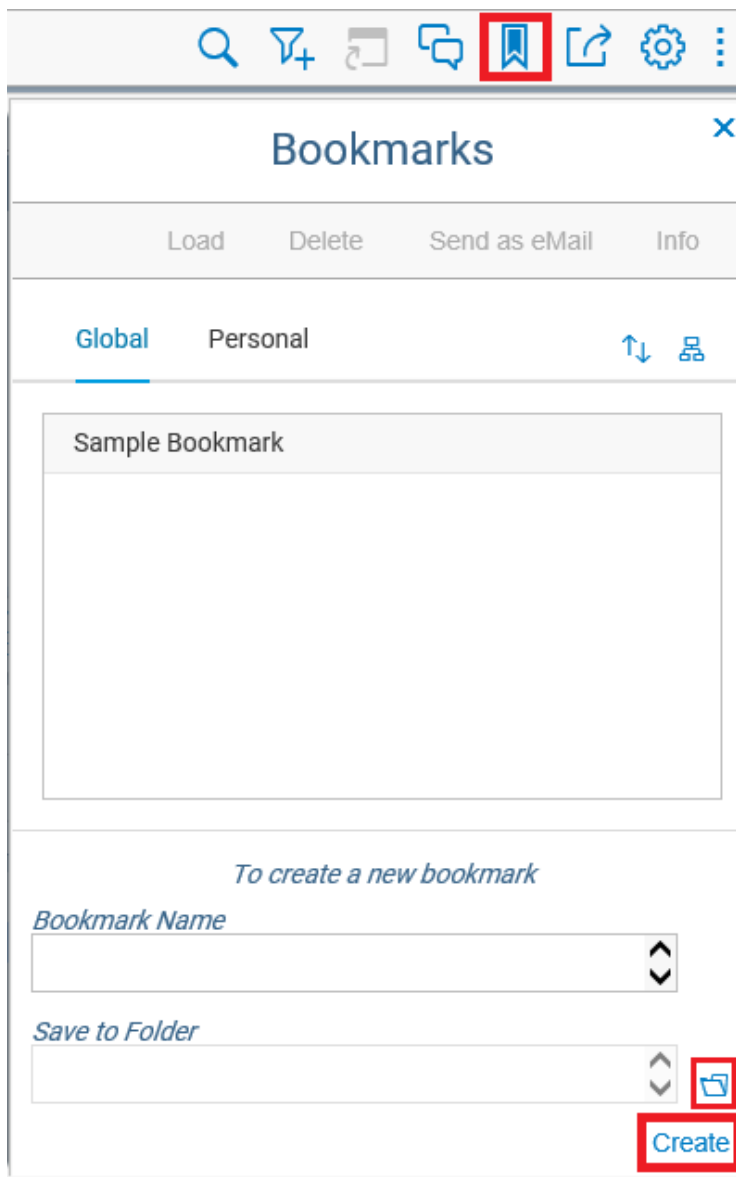 Bookmarks
Load Delete Send as eMail Info
Global Personal
Sample Bookmark
To create a new bookmark
Bookmark Name
Save to Folder
Create